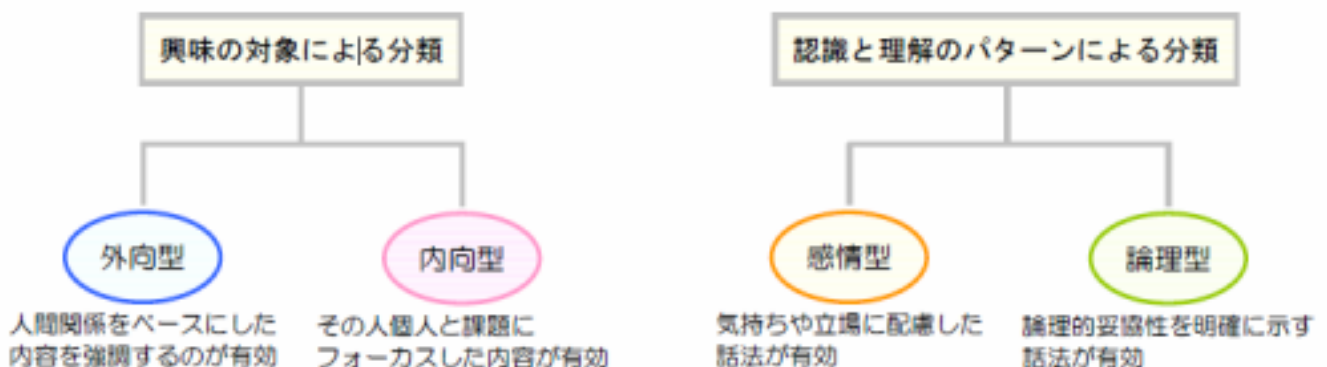 興味の対象による分類
認識と理解のパターンによる分類
外向型
内向型
感情型
論理型
人間関係をベースにした
内容を強調するのが有効
その人個人と課題に
フォーカスした内容が有効
気持ちや立場に配慮した
話法が有効
論理的妥協性を明確に示す
話法が有効